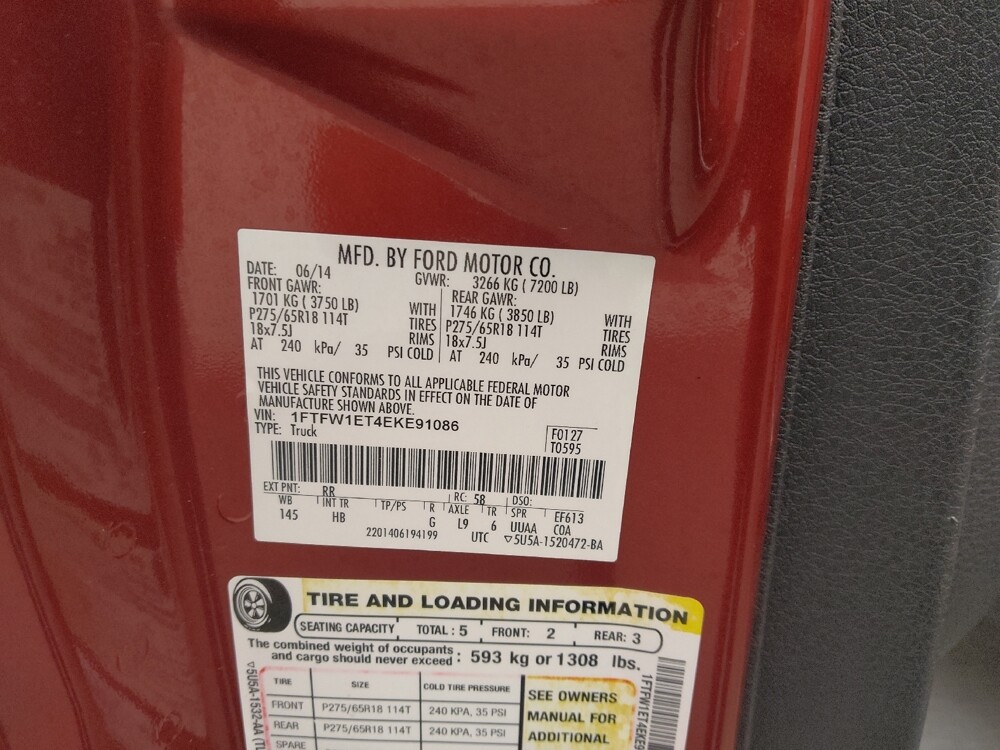 MFD. BY FORD MOTOR CO.
DATE: 06/14 GVWR: 3266 KG ( 7200 LB)
FRONT GAWR: REAR GAWR:
1701 KG ( 3750 LB) WITH 1746 KG ( 3850 LB) WITH
P275/65R18 114T TIRES P275/65R18 114T TIRES
18x7.5J RIMS 18x7.5J RIMS
AT 240 kPa/ 35 PSI COLD AT 240 kPa/ 35 PSI COLD
THIS VEHICLE CONFORMS TO ALL APPLICABLE FEDERAL MOTOR
VEHICLE SAFETY STANDARDS IN EFFECT ON THE DATE OF
MANUFACTURE SHOWN ABOVE.
VIN: 1FTFW1ET4EKE91086
TYPE: Truck
F0127
T0595
EXT PNT: RR RC: 58 DSO:
WB INT TR TP/PS R AXLE TR SPR EF613
145 HB G L9 6 UUAA COA
2201406194199 UTC ▽5U5A-1520472-BA
TIRE AND LOADING INFORMATION
SEATING CAPACITY TOTAL : 5 FRONT: 2 REAR: 3
The combined weight of occupants
and cargo should never exceed : 593 kg or 1308 lbs.
TIRE SIZE COLD TIRE PRESSURE
FRONT P275/65R18 114T 240 KPA, 35 PSI
REAR P275/65R18 114T 240 KPA, 35 PSI
SPARE
SEE OWNERS
MANUAL FOR
ADDITIONAL
▽5U5A-1532-AA (TL
1FTFW1ET4EKE9